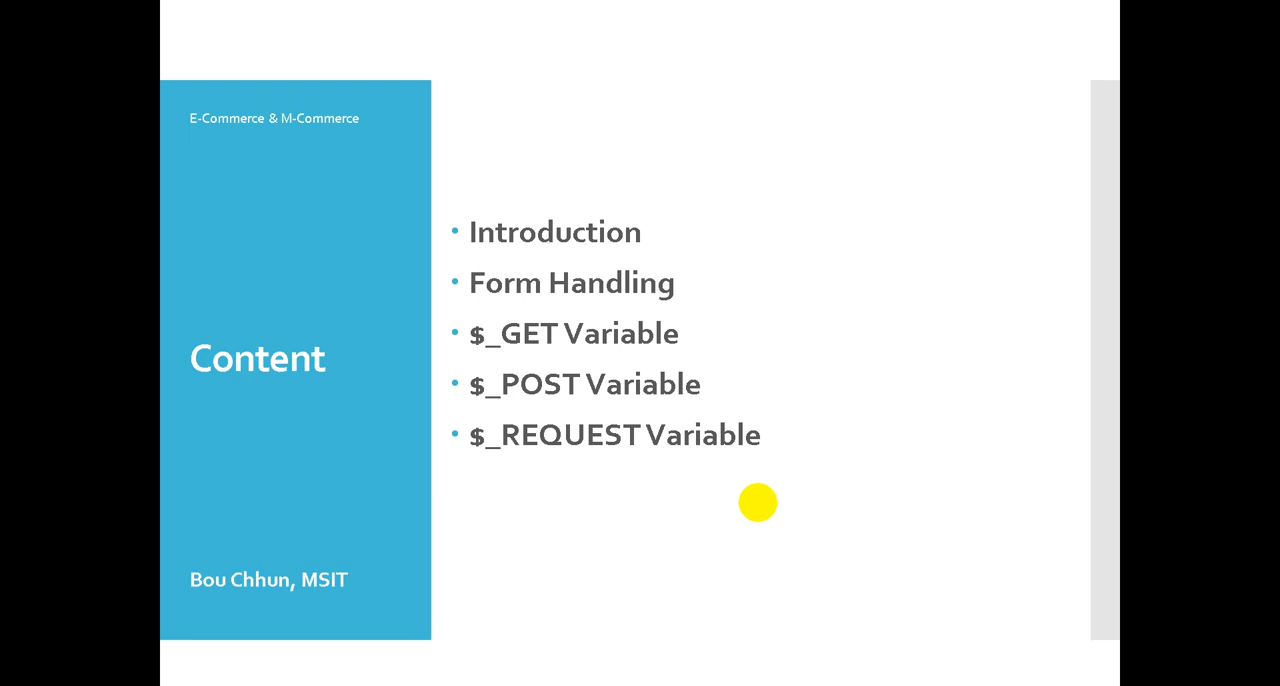 E-Commerce & M-Commerce
Content
Bou Chhun, MSIT
• Introduction
• Form Handling
• $_GET Variable
• $_POST Variable
• $_REQUEST Variable